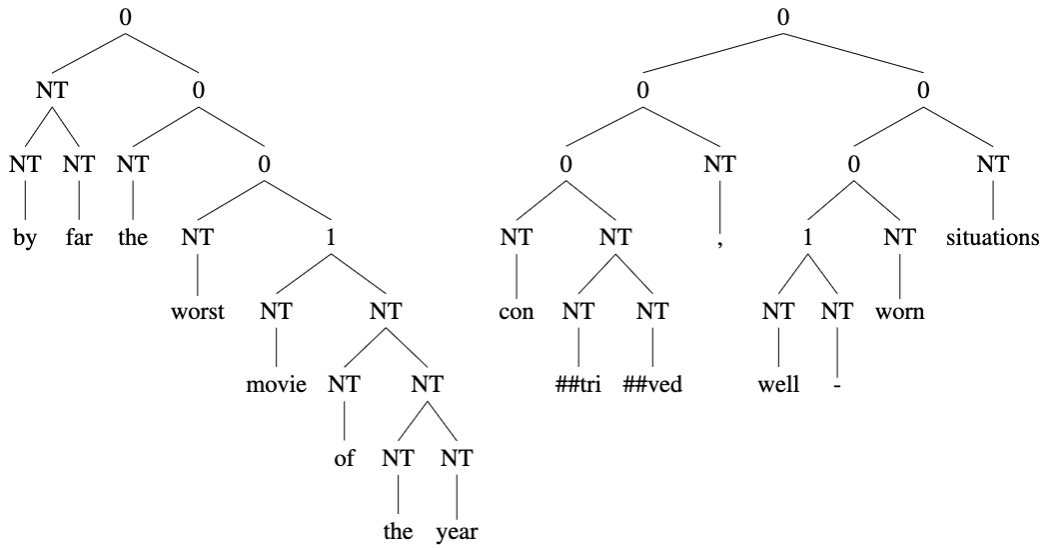 0 0
NT 0 0 0
NT NT NT 0 0 NT 0 NT
by far the NT 1 NT NT , 1 NT situations
worst NT NT con NT NT NT NT worn
movie NT NT ##tri ##ved well -
of NT NT
the year